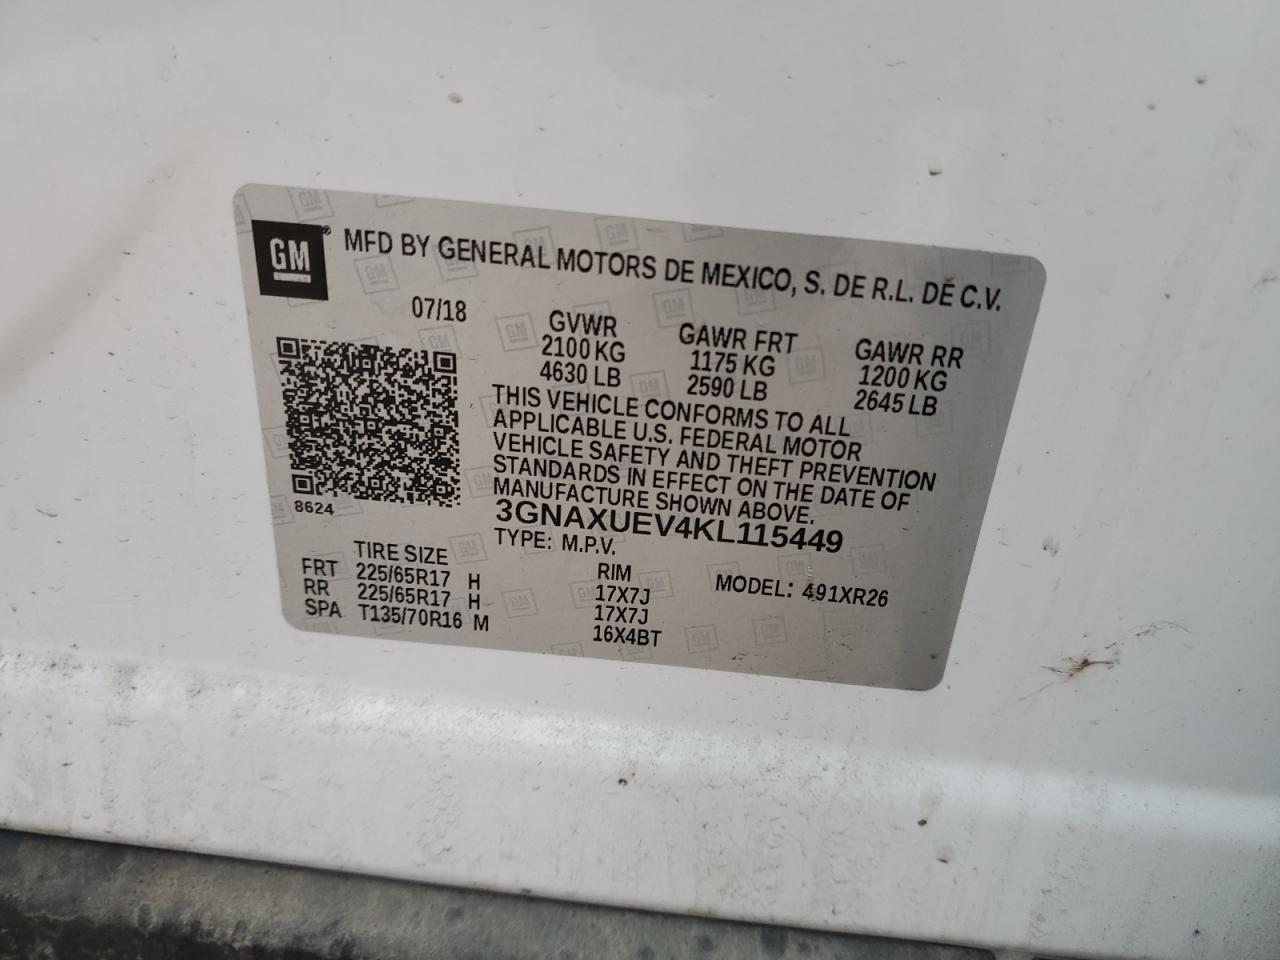 GM® MFD BY GENERAL MOTORS DE MEXICO, S. DE R.L. DE C.V.
07/18 GVWR GAWR FRT GAWR RR
2100 KG 1175 KG 1200 KG
4630 LB 2590 LB 2645 LB
THIS VEHICLE CONFORMS TO ALL
APPLICABLE U.S. FEDERAL MOTOR
VEHICLE SAFETY AND THEFT PREVENTION
STANDARDS IN EFFECT ON THE DATE OF
MANUFACTURE SHOWN ABOVE.
8624 3GNAXUEV4KL115449
TYPE: M.P.V.
TIRE SIZE RIM MODEL: 491XR26
FRT 225/65R17 H 17X7J
RR 225/65R17 H 17X7J
SPA T135/70R16 M 16X4BT